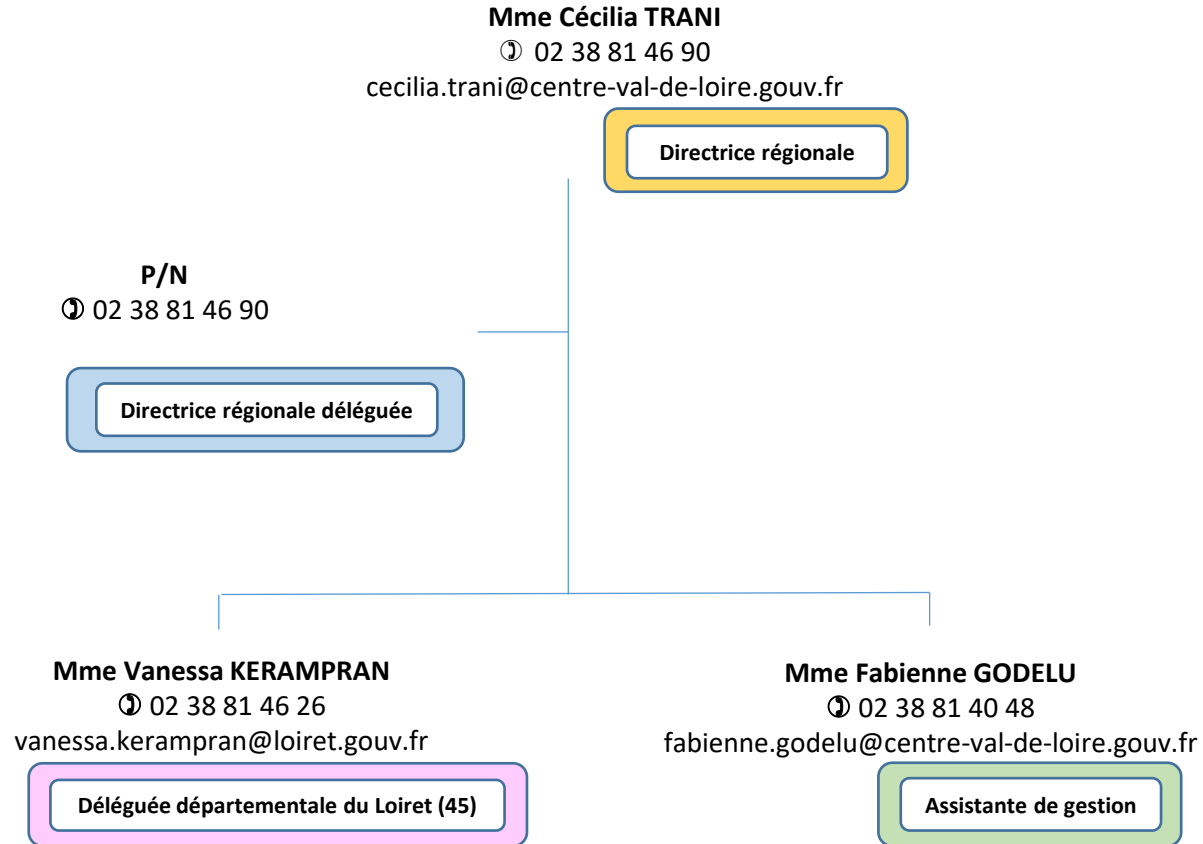 Mme Cécilia TRANI
✆ 02 38 81 46 90
cecilia.trani@centre-val-de-loire.gouv.fr
Directrice régionale
P/N
✆ 02 38 81 46 90
Directrice régionale déléguée
Mme Vanessa KERAMPRAN
✆ 02 38 81 46 26
vanessa.kerampran@loiret.gouv.fr
Déléguée départementale du Loiret (45)
Mme Fabienne GODELU
✆ 02 38 81 40 48
fabienne.godelu@centre-val-de-loire.gouv.fr
Assistante de gestion